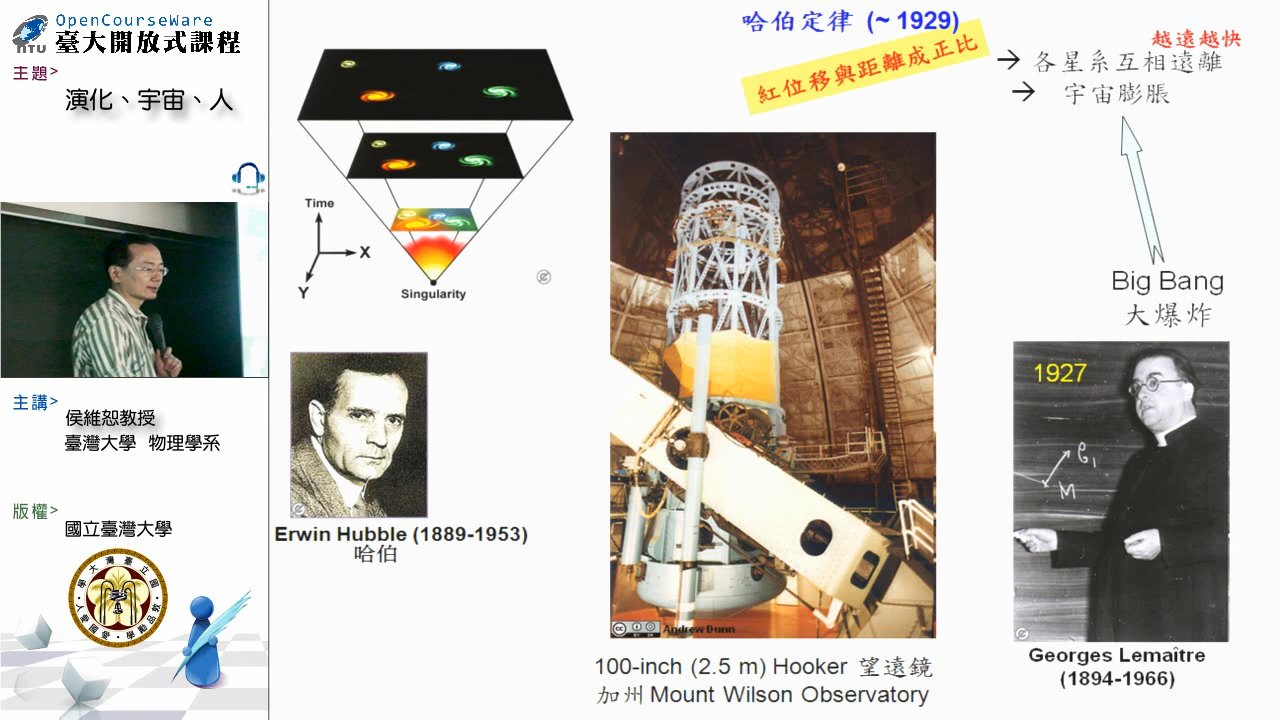 OpenCourseWare
NTU
臺大開放式課程
主題>
演化、宇宙、人
主講>
侯維恕教授
臺灣大學 物理學系
版權>
國立臺灣大學
哈伯定律 (~ 1929)
紅位移與距離成正比
越遠越快
→ 各星系互相遠離
→ 宇宙膨脹
Time
X
Y
Singularity
Big Bang
大爆炸
1927
M
Erwin Hubble (1889-1953)
哈伯
Andrew Dunn
100-inch (2.5 m) Hooker 望遠鏡
加州 Mount Wilson Observatory
Georges Lemaître
(1894-1966)